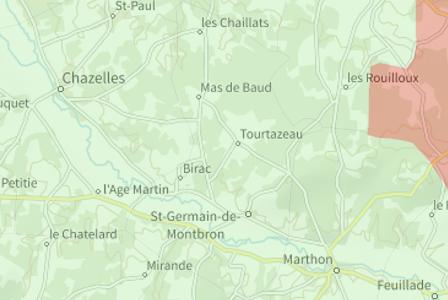 St-Paul
les Chaillats
Chazelles
Mas de Baud
les Rouilloux
uquet
Tourtazeau
Birac
Petitie
l'Age Martin
St-Germain-de-
Montbron
le Chatelard
Marthon
Mirande
Feuillade